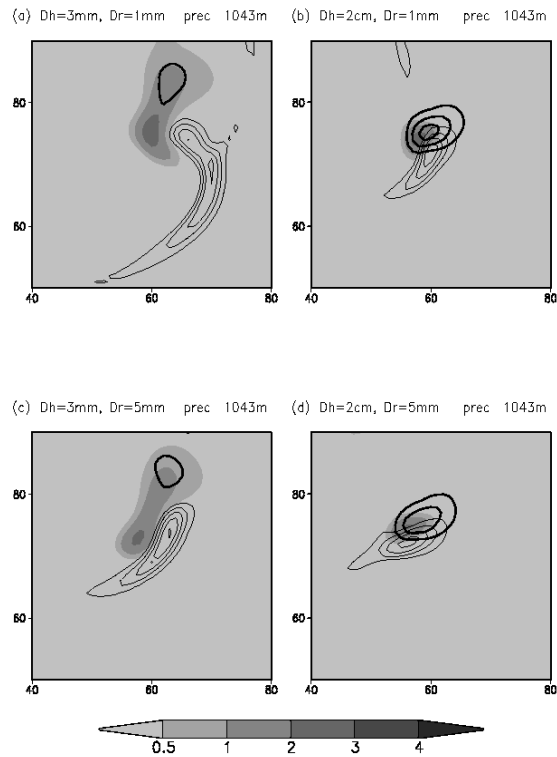 (a) Dh=3mm, Dr=1mm prec 1043m
(b) Dh=2cm, Dr=1mm prec 1043m
80
60
40 60 80
80
60
40 60 80
(c) Dh=3mm, Dr=5mm prec 1043m
(d) Dh=2cm, Dr=5mm prec 1043m
80
60
40 60 80
80
60
40 60 80
0.5 1 2 3 4